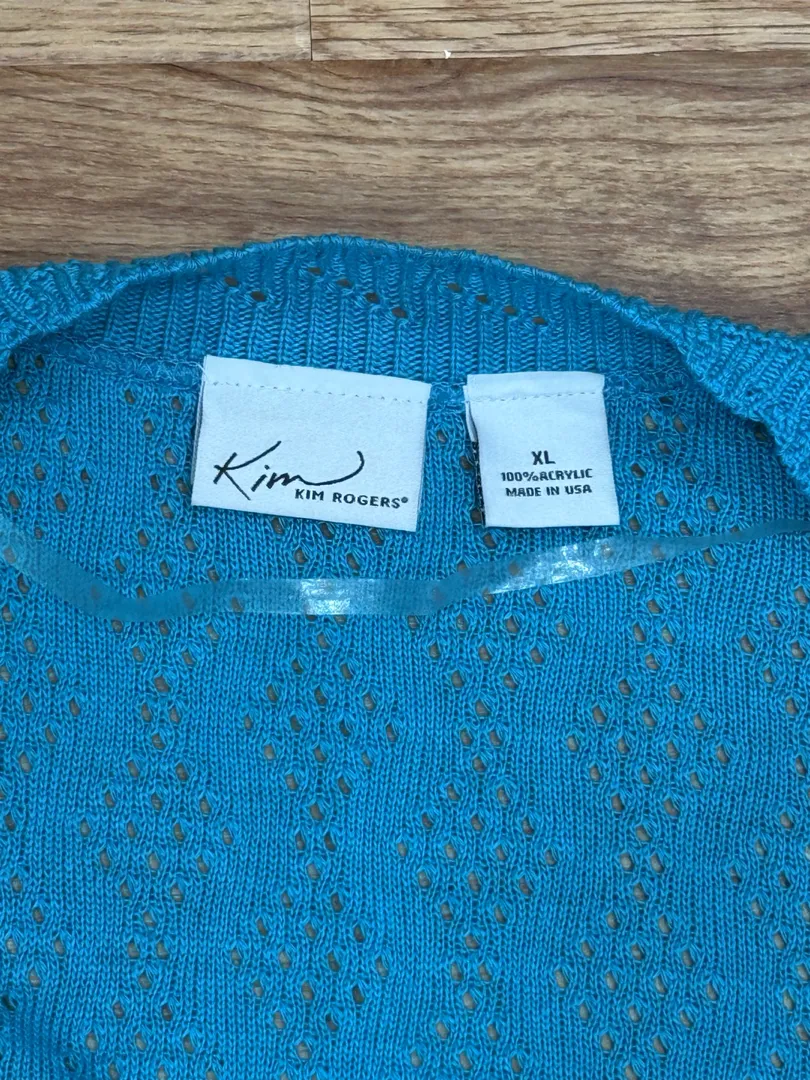 Kim
KIM ROGERS®
XL
100% ACRYLIC
MADE IN USA